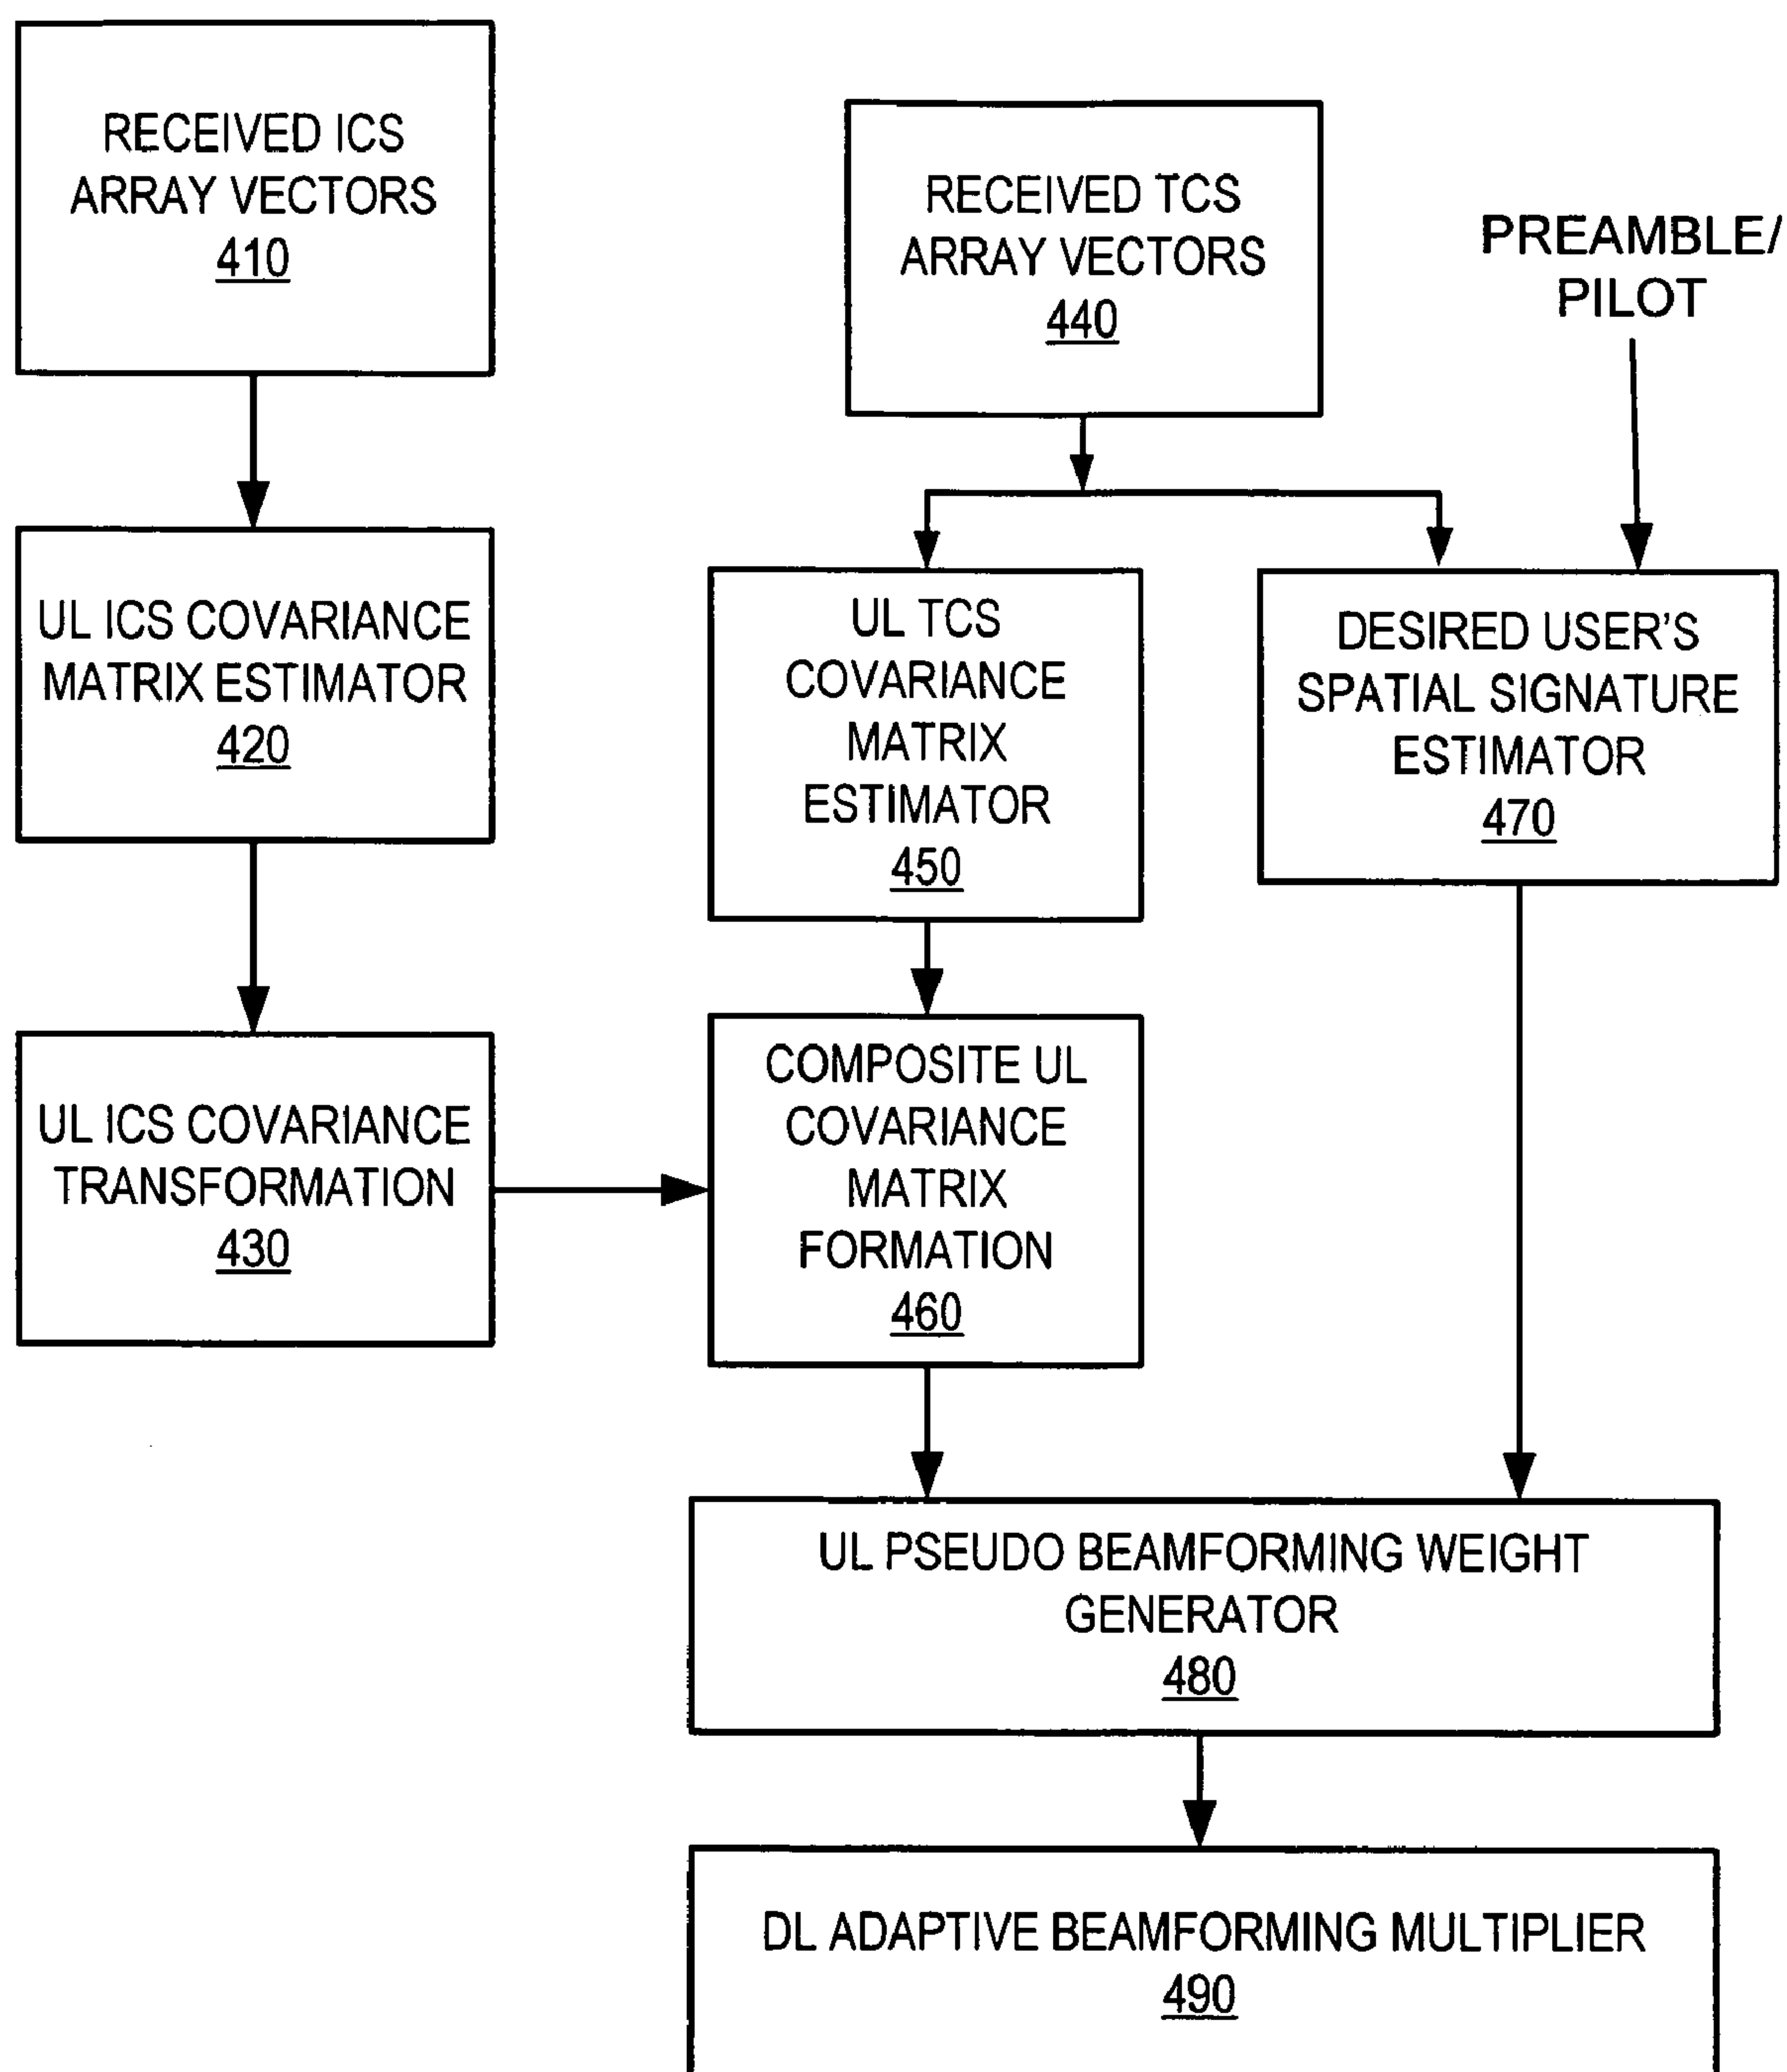 RECEIVED ICS
ARRAY VECTORS
410
RECEIVED TCS
ARRAY VECTORS
440
PREAMBLE/
PILOT
UL ICS COVARIANCE
MATRIX ESTIMATOR
420
UL TCS
COVARIANCE
MATRIX
ESTIMATOR
450
DESIRED USER'S
SPATIAL SIGNATURE
ESTIMATOR
470
UL ICS COVARIANCE
TRANSFORMATION
430
COMPOSITE UL
COVARIANCE
MATRIX
FORMATION
460
UL PSEUDO BEAMFORMING WEIGHT
GENERATOR
480
DL ADAPTIVE BEAMFORMING MULTIPLIER
490